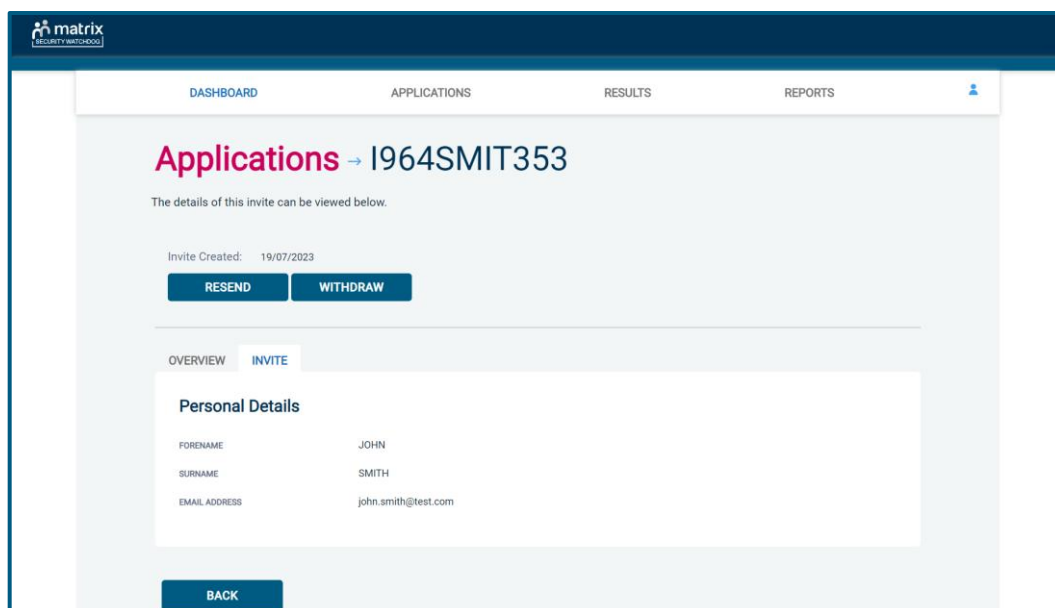 matrix
SECURITY WATCHDOG
DASHBOARD APPLICATIONS RESULTS REPORTS
Applications → I964SMIT353
The details of this invite can be viewed below.
Invite Created: 19/07/2023
RESEND WITHDRAW
OVERVIEW INVITE
Personal Details
FORENAME JOHN
SURNAME SMITH
EMAIL ADDRESS john.smith@test.com
BACK